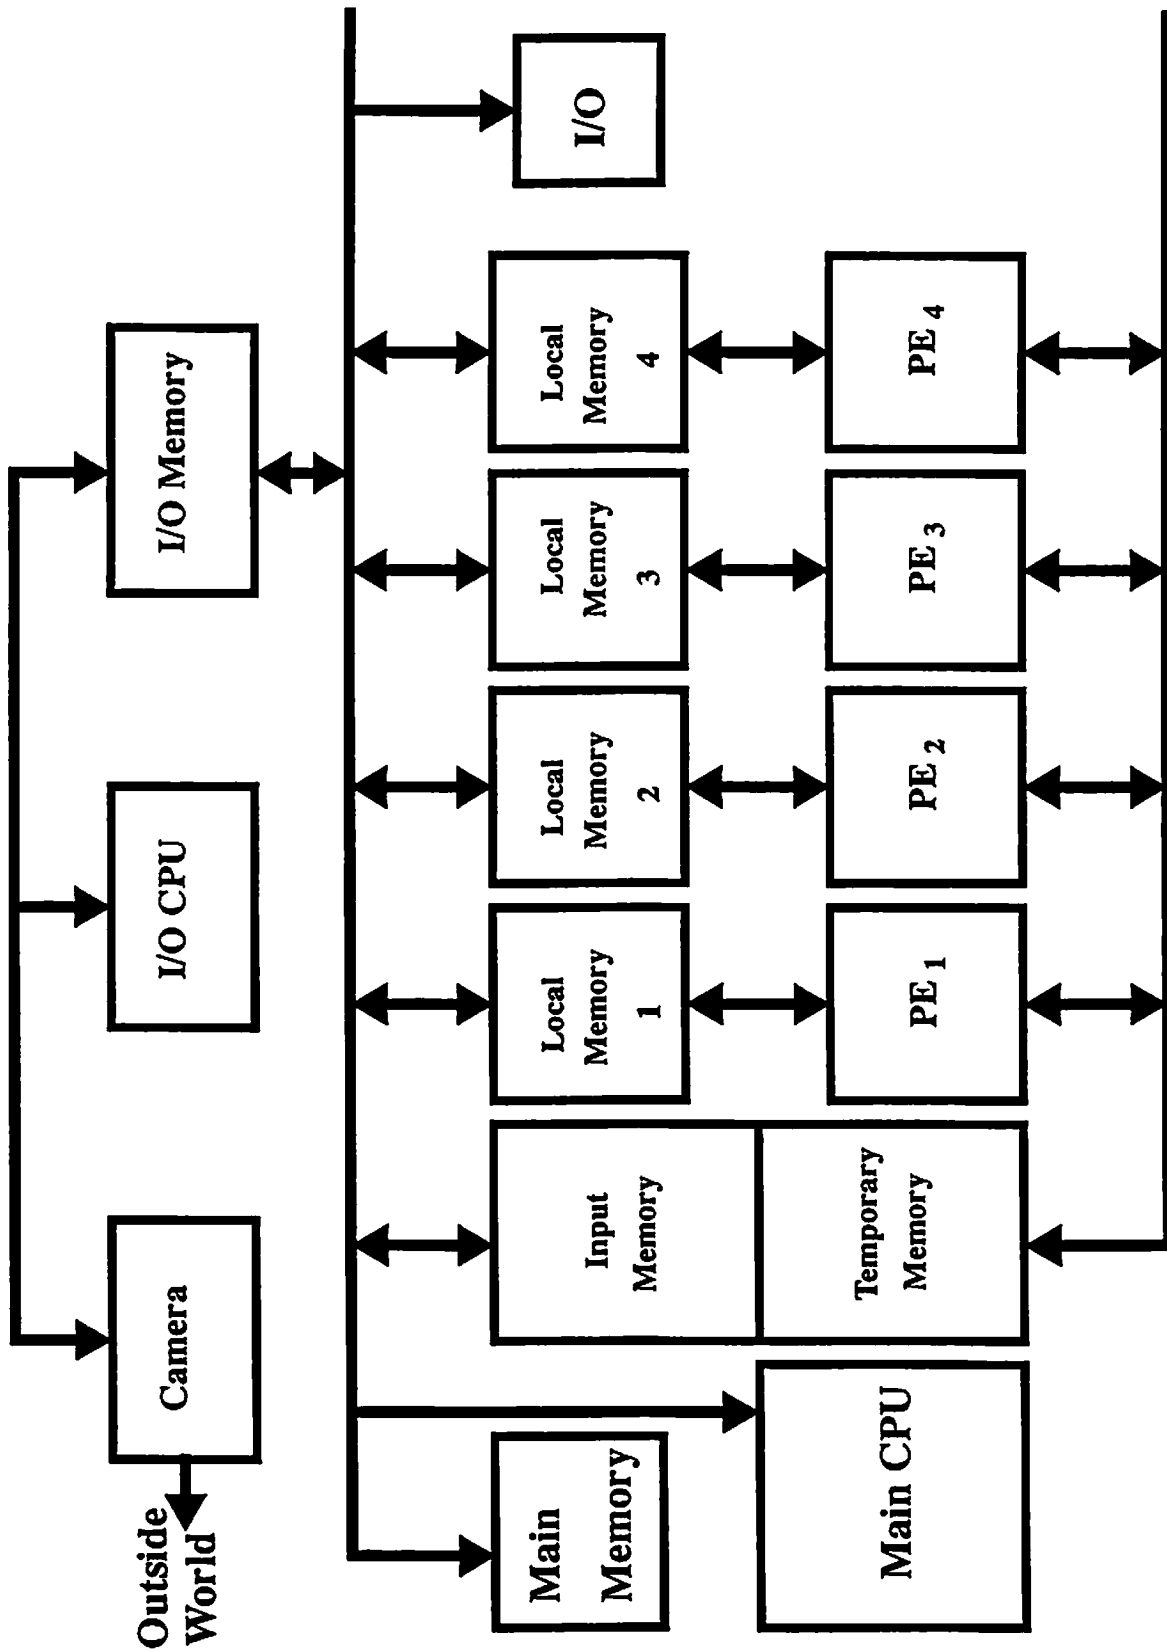 Outside
World
Camera
I/O CPU
I/O Memory
Main
Memory
Main CPU
Input
Memory
Temporary
Memory
Local
Memory
1
Local
Memory
2
Local
Memory
3
Local
Memory
4
PE 1
PE 2
PE 3
PE 4
I/O